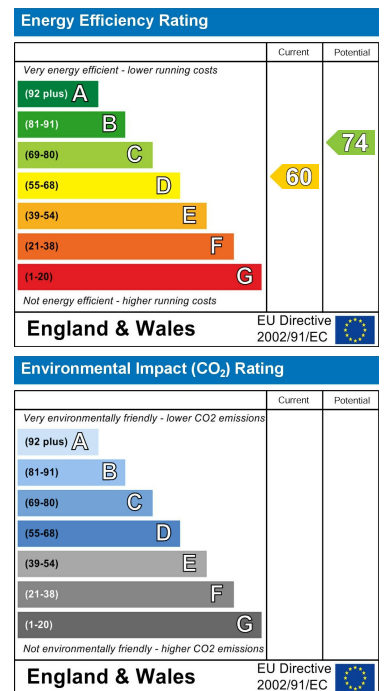 Energy Efficiency Rating
Current Potential
Very energy efficient - lower running costs
(92 plus) A
(81-91) B
(69-80) C
74
(55-68) D
60
(39-54) E
(21-38) F
(1-20) G
Not energy efficient - higher running costs
England & Wales
EU Directive
2002/91/EC
Environmental Impact (CO₂) Rating
Current Potential
Very environmentally friendly - lower CO2 emissions
(92 plus) A
(81-91) B
(69-80) C
(55-68) D
(39-54) E
(21-38) F
(1-20) G
Not environmentally friendly - higher CO2 emissions
England & Wales
EU Directive
2002/91/EC